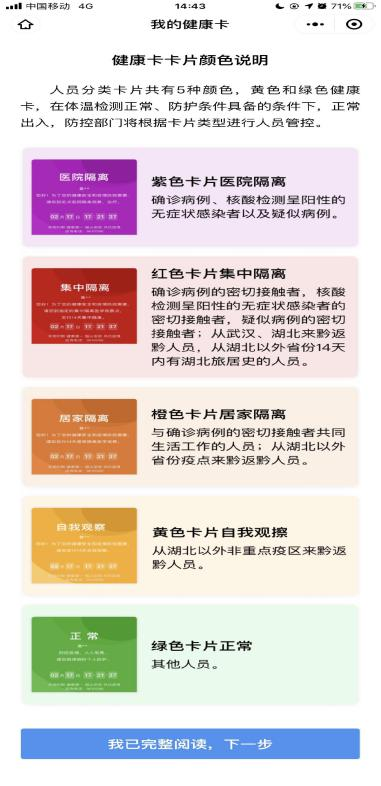 中国移动 4G 14:43 71%
我的健康卡
健康卡卡片颜色说明
人员分类卡片共有5种颜色，黄色和绿色健康
卡，在体温检测正常、防护条件具备的条件下，正常
出入，防控部门将根据卡片类型进行人员管控。
医院隔离
紫色卡片医院隔离
确诊病例、核酸检测呈阳性的
无症状感染者以及疑似病例。
集中隔离
红色卡片集中隔离
确诊病例的密切接触者，核酸
检测呈阳性的无症状感染者的
密切接触者，疑似病例的密切
接触者；从武汉、湖北来黔返
黔人员，从湖北以外省份14天
内有湖北旅居史的人员。
居家隔离
橙色卡片居家隔离
与确诊病例的密切接触者共同
生活工作的人员；从湖北以外
省份疫点来黔返黔人员。
自我观察
黄色卡片自我观擦
从湖北以外非重点疫区来黔返
黔人员。
正常
绿色卡片正常
其他人员。
我已完整阅读，下一步